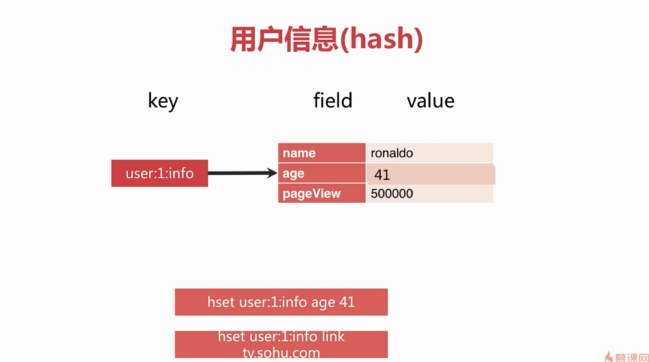 用户信息(hash)
key field value
name ronaldo
user:1:info age 41
pageView 500000
hset user:1:info age 41
hset user:1:info link
tv.sohu.com
慕课网